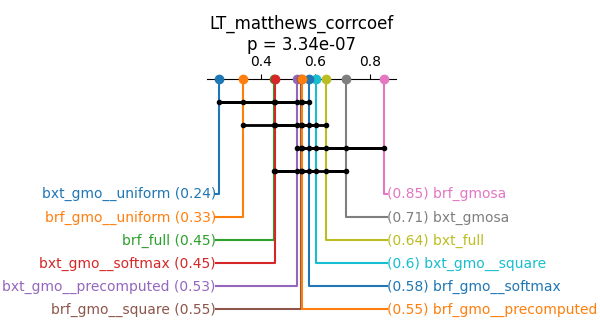 LT_matthews_corrcoef
p = 3.34e-07
0.4 0.6 0.8
bxt_gmo__uniform (0.24) (0.85) brf_gmosa
brf_gmo__uniform (0.33) (0.71) bxt_gmosa
brf_full (0.45) (0.64) bxt_full
bxt_gmo__softmax (0.45) (0.6) bxt_gmo__square
bxt_gmo__precomputed (0.53) (0.58) brf_gmo__softmax
brf_gmo__square (0.55) (0.55) brf_gmo__precomputed